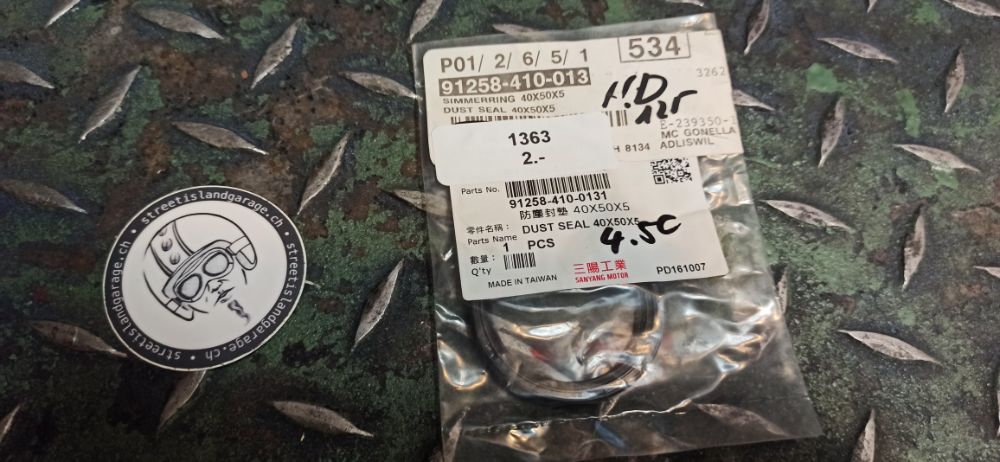 streetislandgarage.ch • streetislandgarage.ch •
P01/ 2/ 6/ 5/ 1
534
91258-410-013
SIMMERRING 40X50X5
DUST SEAL 40X50X5
3262
E-239350-1
MC GONELLA
H 8134 ADLISWIL
1363
2.-
Parts No.
91258-410-0131
防塵封墊 40X50X5
零件名稱：
Parts Name
DUST SEAL 40X50X5
4.50
數量：
Q'ty
1 PCS
MADE IN TAIWAN
三陽工業
SANYANG MOTOR
PD161007